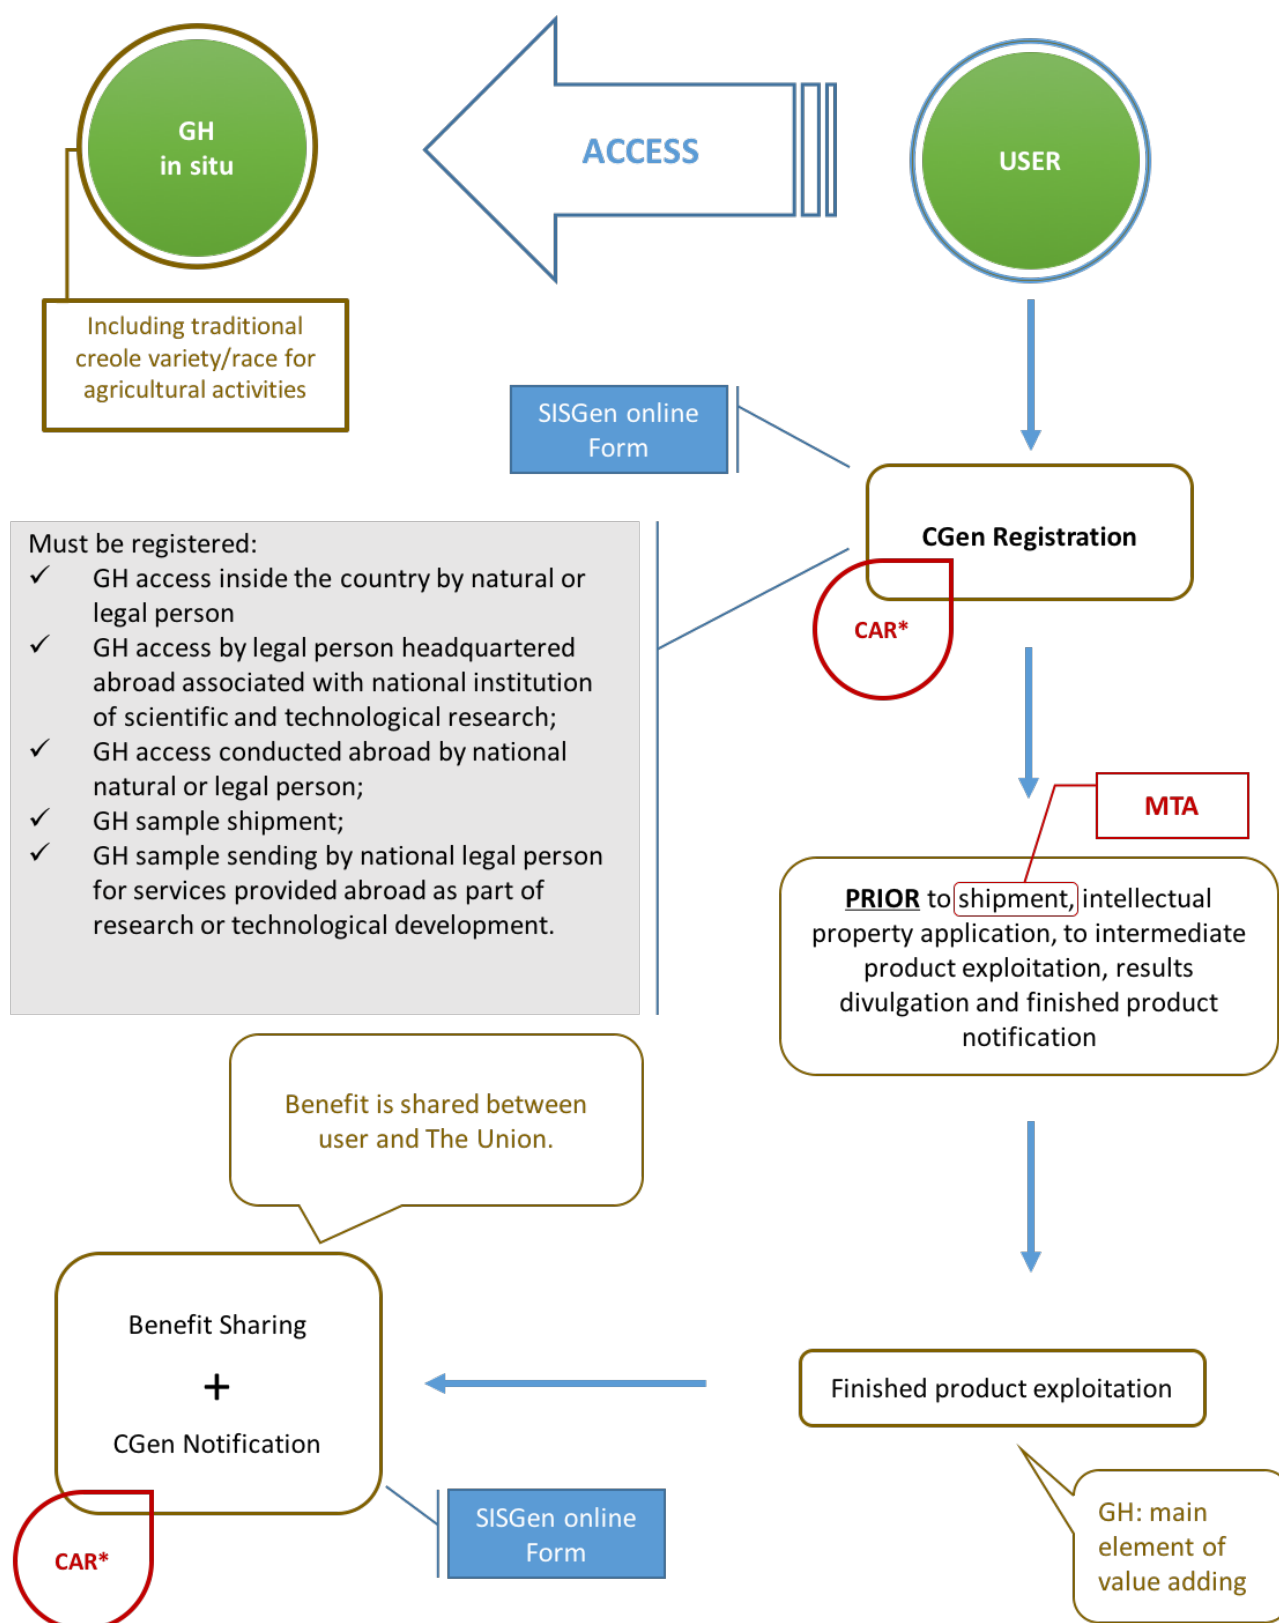 GH
in situ
ACCESS
USER
Including traditional
creole variety/race for
agricultural activities
SISGen online
Form
CGen Registration
CAR*
Must be registered:
✓ GH access inside the country by natural or
legal person
✓ GH access by legal person headquartered
abroad associated with national institution
of scientific and technological research;
✓ GH access conducted abroad by national
natural or legal person;
✓ GH sample shipment;
✓ GH sample sending by national legal person
for services provided abroad as part of
research or technological development.
MTA
PRIOR to shipment, intellectual
property application, to intermediate
product exploitation, results
divulgation and finished product
notification
Benefit is shared between
user and The Union.
Benefit Sharing
+
CGen Notification
CAR*
SISGen online
Form
Finished product exploitation
GH: main
element of
value adding